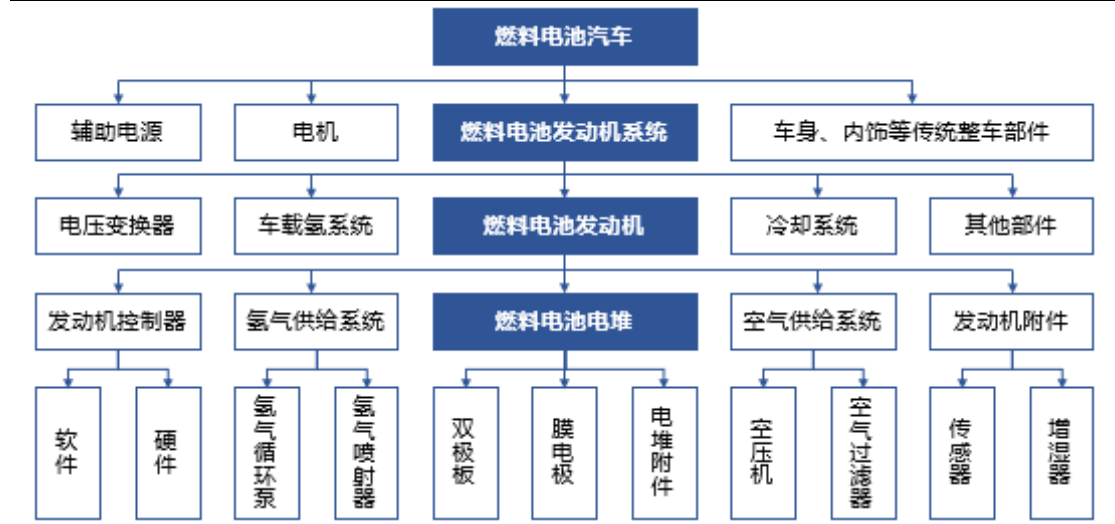 燃料电池汽车
辅助电源
电机
燃料电池发动机系统
车身、内饰等传统整车部件
电压变换器
车载氢系统
燃料电池发动机
冷却系统
其他部件
发动机控制器
氢气供给系统
燃料电池电堆
空气供给系统
发动机附件
软件
硬件
氢气循环泵
氢气喷射器
双极板
膜电极
电堆附件
空压机
空气过滤器
传感器
增湿器